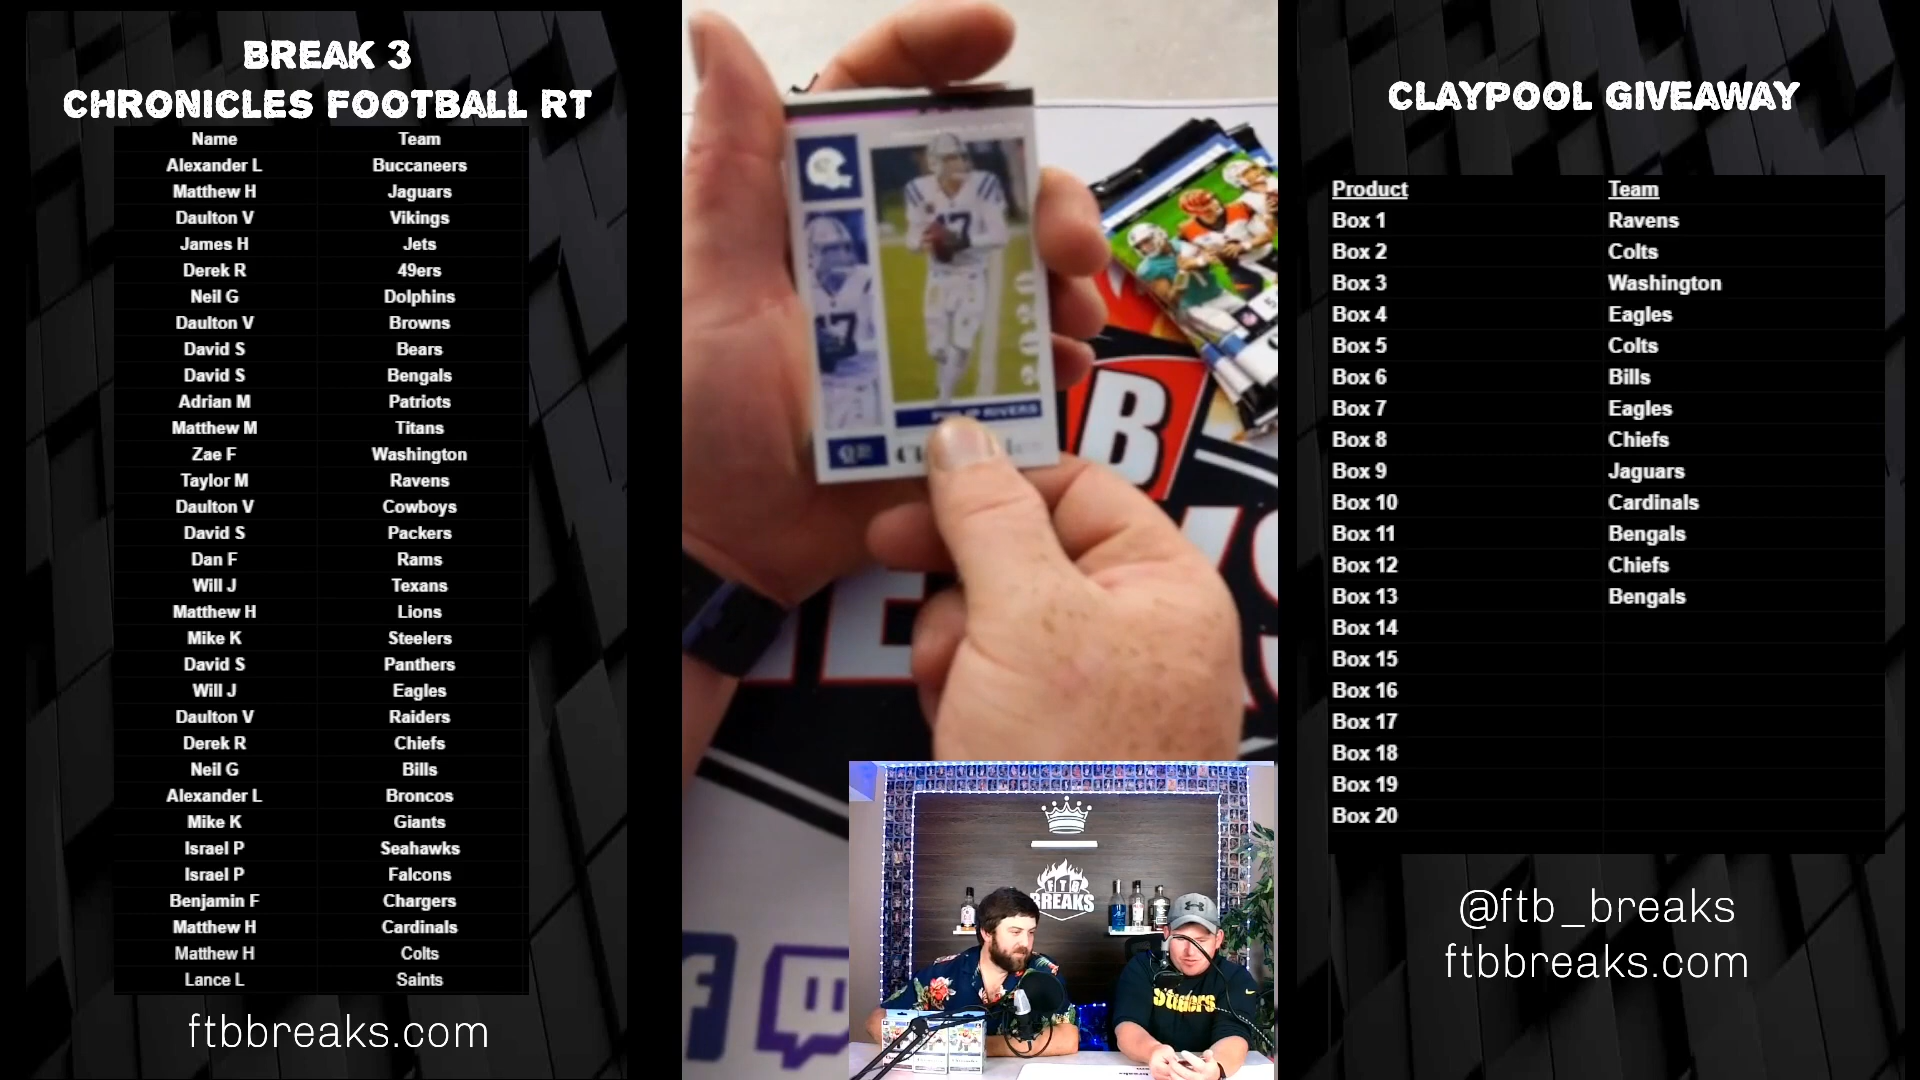 BREAK 3
CHRONICLES FOOTBALL RT
Name Team
Alexander L Buccaneers
Matthew H Jaguars
Daulton V Vikings
James H Jets
Derek R 49ers
Neil G Dolphins
Daulton V Browns
David S Bears
David S Bengals
Adrian M Patriots
Matthew M Titans
Zae F Washington
Taylor M Ravens
Daulton V Cowboys
David S Packers
Dan F Rams
Will J Texans
Matthew H Lions
Mike K Steelers
David S Panthers
Will J Eagles
Daulton V Raiders
Derek R Chiefs
Neil G Bills
Alexander L Broncos
Mike K Giants
Israel P Seahawks
Israel P Falcons
Benjamin F Chargers
Matthew H Cardinals
Matthew H Colts
Lance L Saints
ftbbreaks.com
17
17
2020
RIVERS
QB
B
FTB
BREAKS
Steelers
CLAYPOOL GIVEAWAY
Product Team
Box 1 Ravens
Box 2 Colts
Box 3 Washington
Box 4 Eagles
Box 5 Colts
Box 6 Bills
Box 7 Eagles
Box 8 Chiefs
Box 9 Jaguars
Box 10 Cardinals
Box 11 Bengals
Box 12 Chiefs
Box 13 Bengals
Box 14
Box 15
Box 16
Box 17
Box 18
Box 19
Box 20
@ftb_breaks
ftbbreaks.com